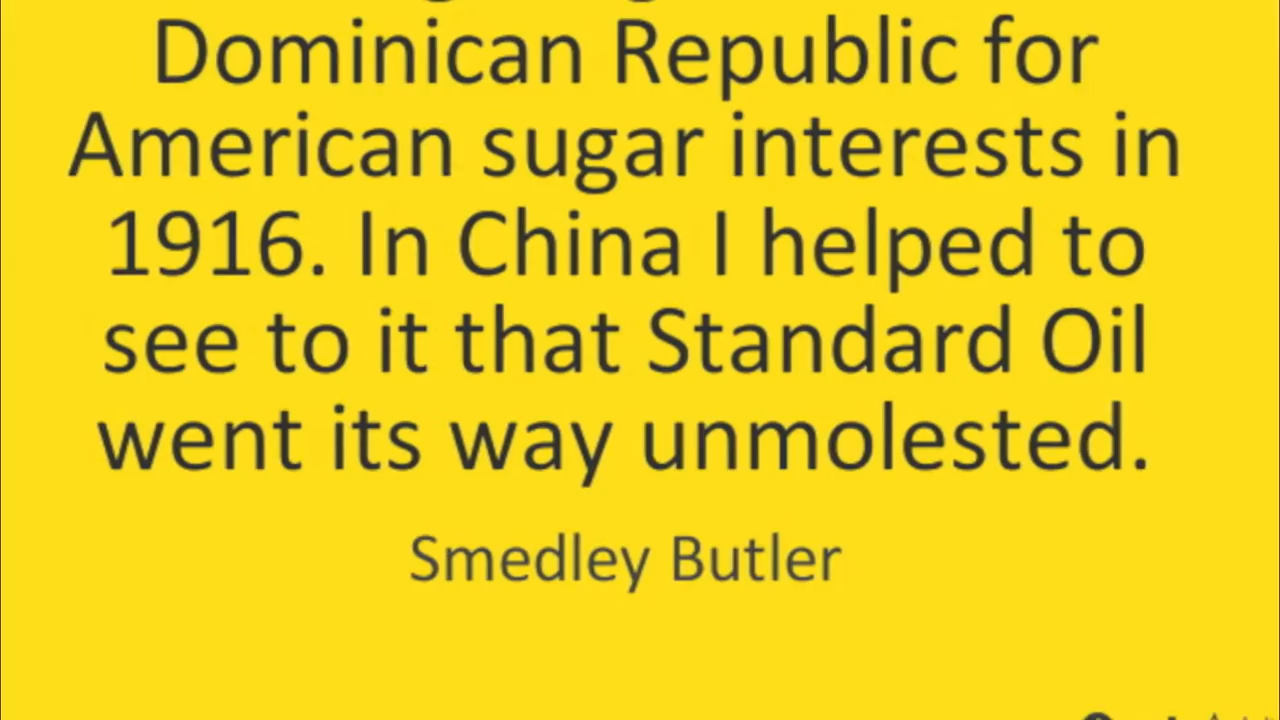 Dominican Republic for
American sugar interests in
1916. In China I helped to
see to it that Standard Oil
went its way unmolested.
Smedley Butler